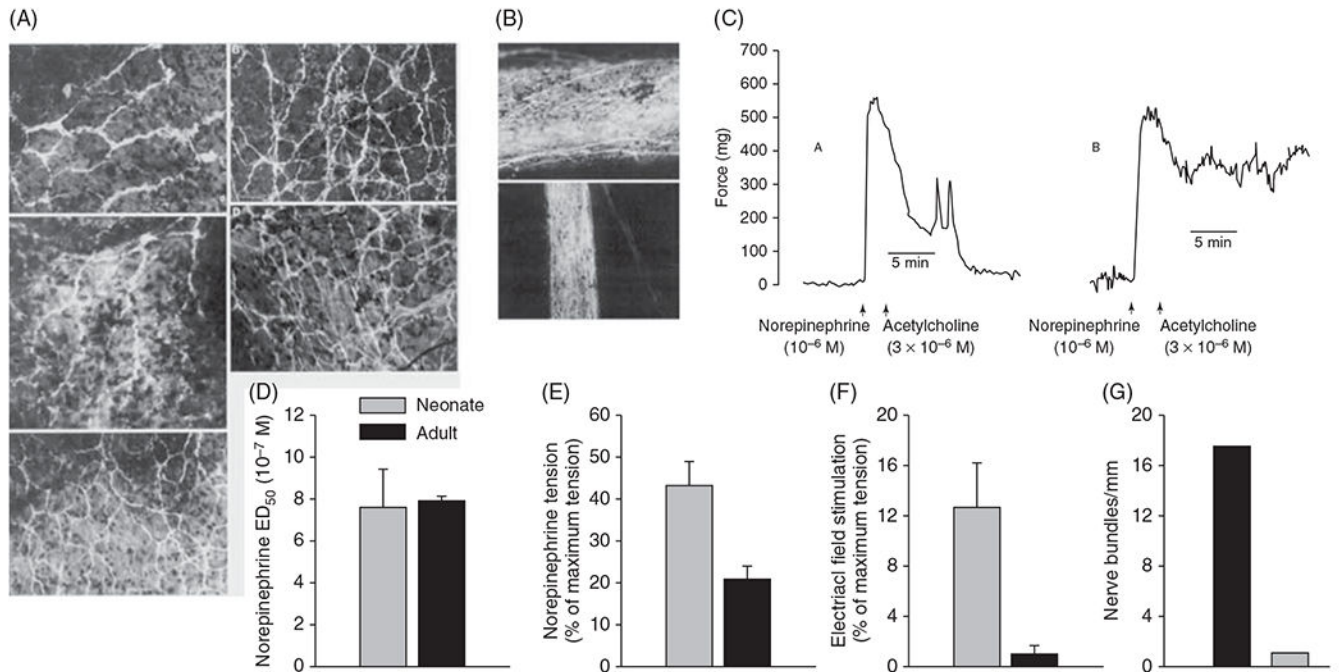 (A)
(B)
(C)
700
600
500
400
300
200
100
0
Force (mg)
A
5 min
B
5 min
Norepinephrine
(10⁻⁶ M)
Acetylcholine
(3 × 10⁻⁶ M)
Norepinephrine
(10⁻⁶ M)
Acetylcholine
(3 × 10⁻⁶ M)
(D)
Norepinephrine ED₅₀ (10⁻⁷ M)
12
10
8
6
4
2
0
Neonate
Adult
(E)
Norepinephrine tension
(% of maximum tension)
60
50
40
30
20
10
0
(F)
Electriacl field stimulation
(% of maximum tension)
20
16
12
8
4
0
(G)
Nerve bundles/mm
20
16
12
8
4
0